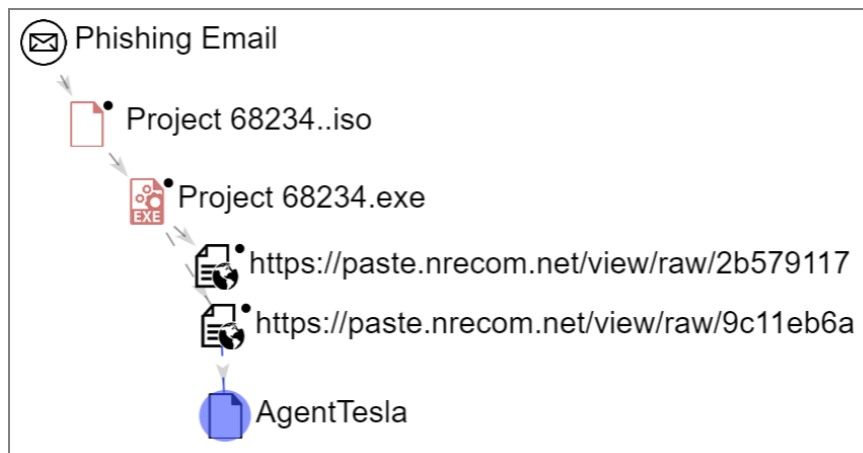 Phishing Email
Project 68234..iso
EXE
Project 68234.exe
https://paste.nrecom.net/view/raw/2b579117
https://paste.nrecom.net/view/raw/9c11eb6a
AgentTesla